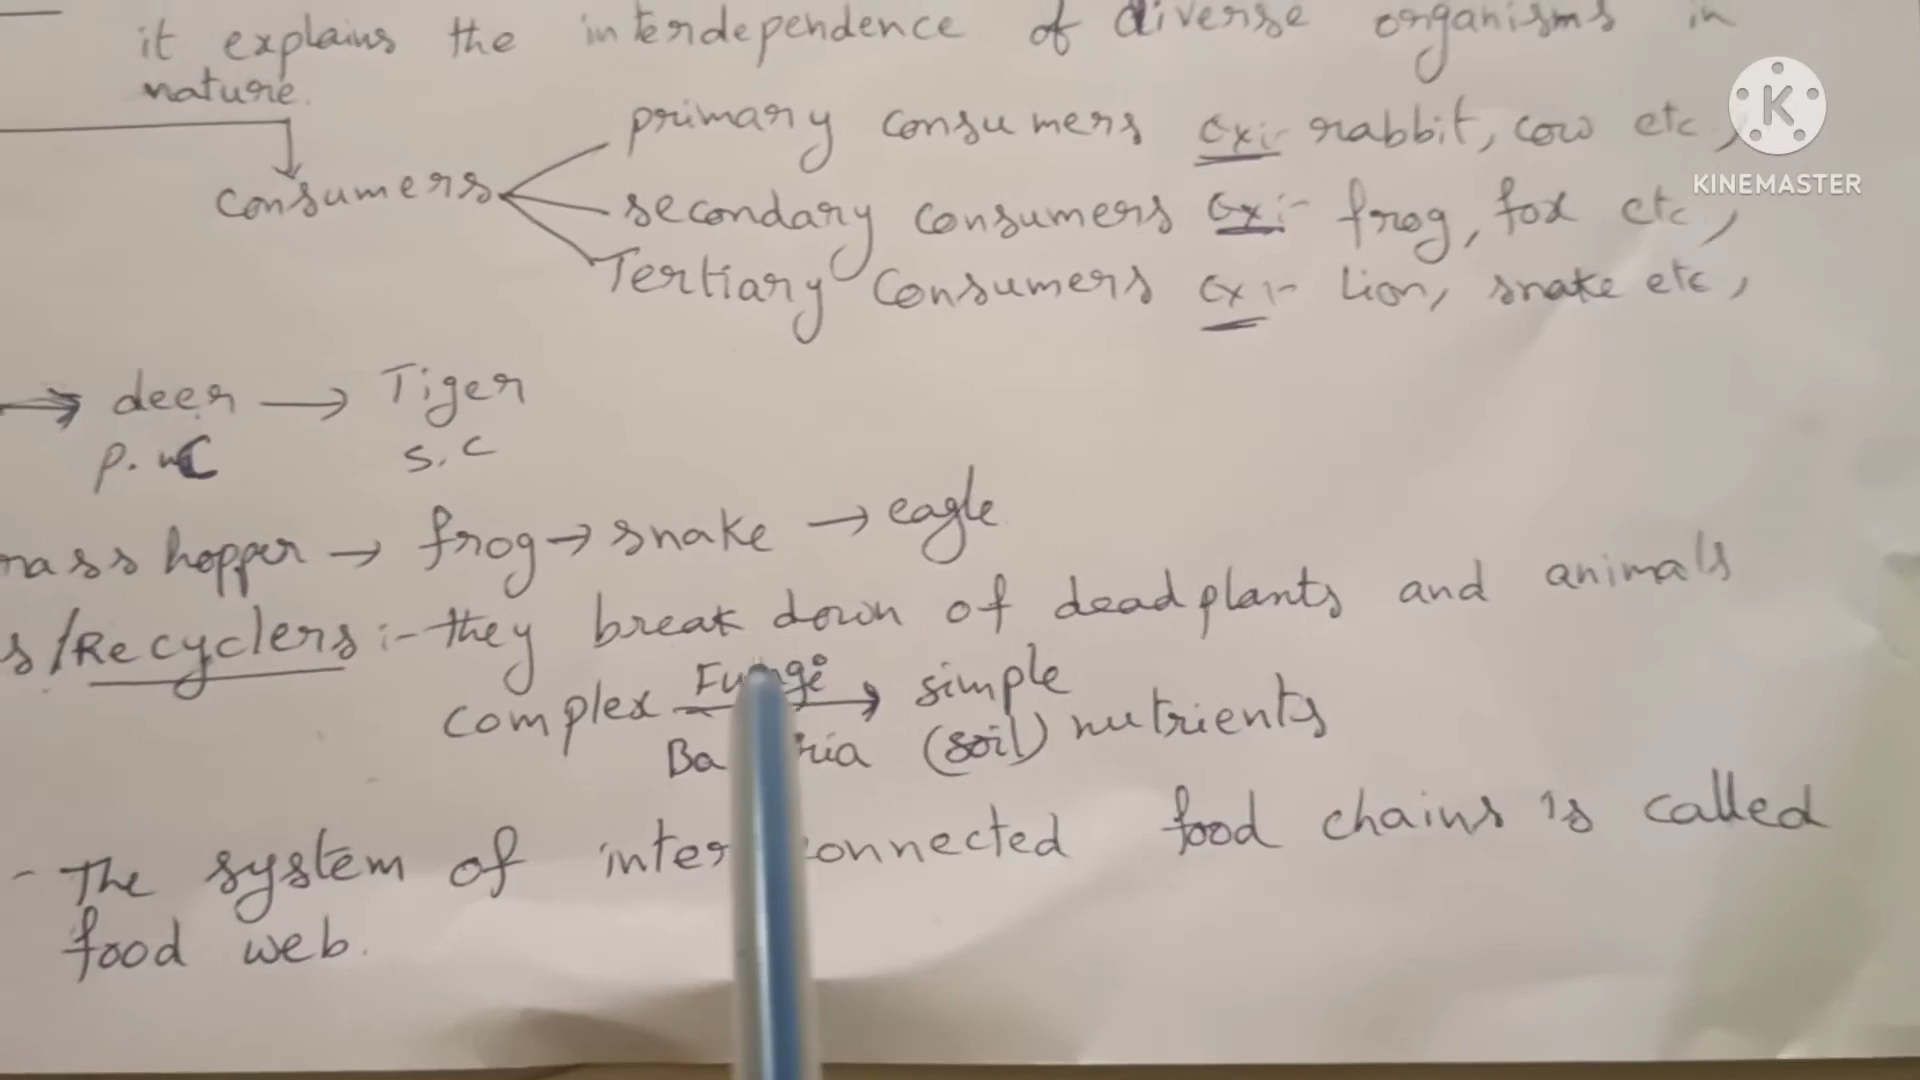 it explains the interdependence of diverse organisms in
nature.
primary consumers ex:- rabbit, cow etc,
K
KINEMASTER
Consumers
secondary consumers ex:- frog, fox etc,
Tertiary Consumers ex:- Lion, snake etc,
→ deer → Tiger
P. C S.C
hopper → frog → snake → eagle
s/Recyclers :- they break down of dead plants and animals
complex Fungi → simple
(soil) nutrients
- The system of inter connected food chains is called
food web.